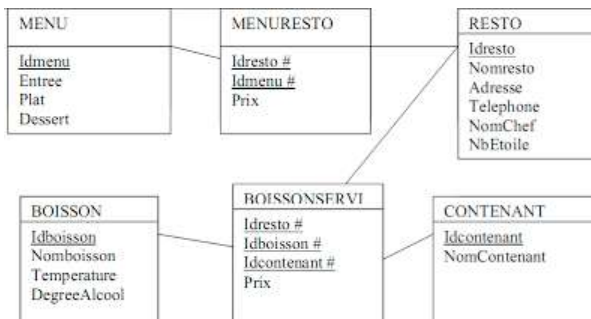 MENU
Idmenu
Entree
Plat
Dessert
MENURESTO
Idresto #
Idmenu #
Prix
RESTO
Idresto
Nomresto
Adresse
Telephone
NomChef
NbEtoile
BOISSON
Idboisson
Nomboisson
Temperature
DegreeAlcool
BOISSONSERVI
Idresto #
Idboisson #
Idcontenant #
Prix
CONTENANT
Idcontenant
NomContenant